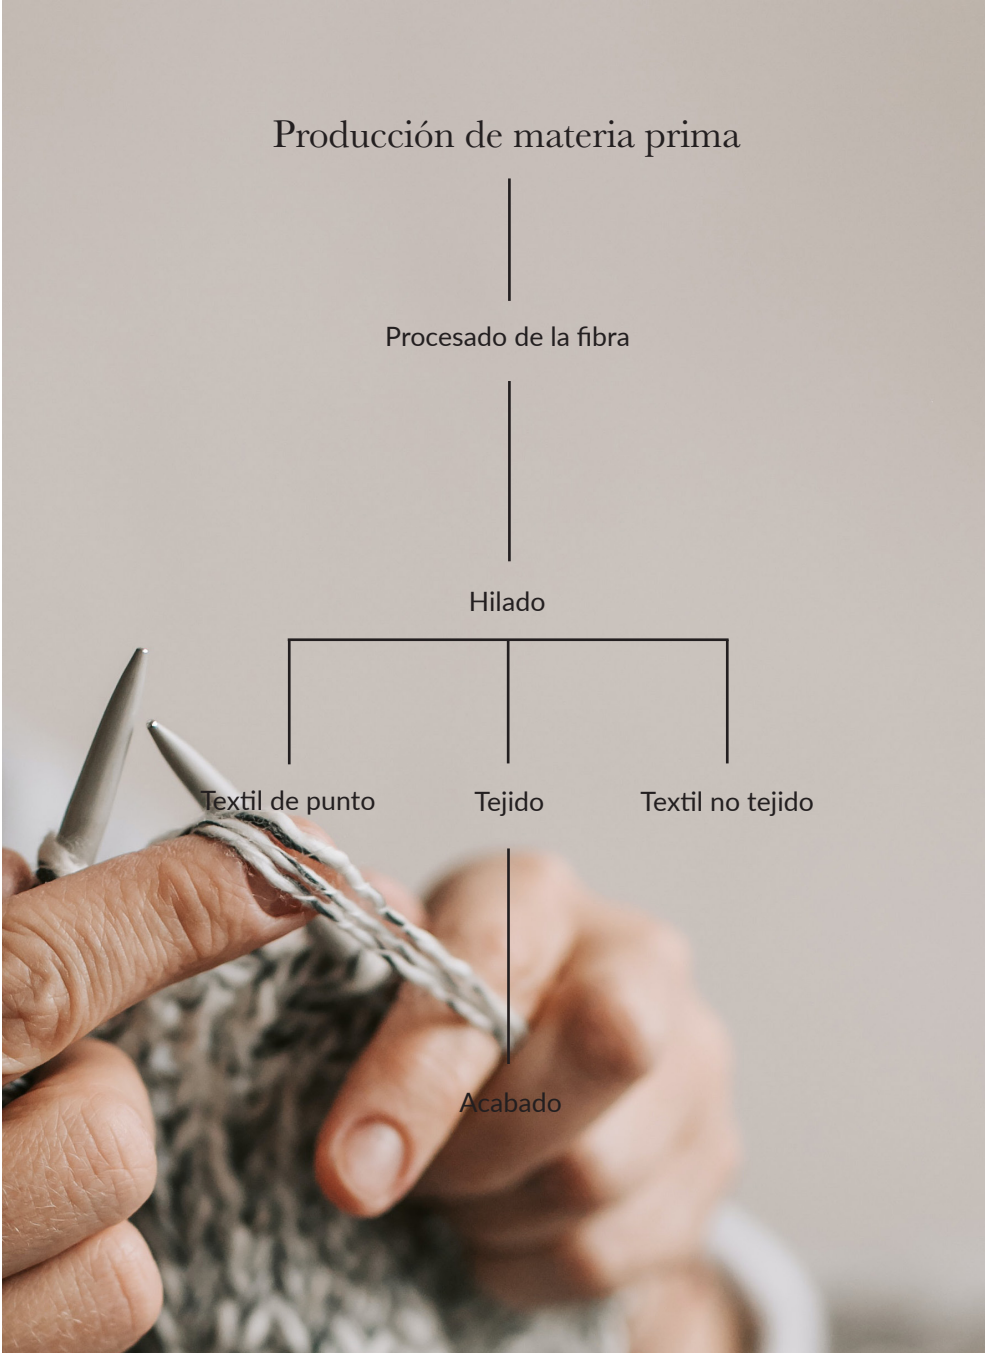 Producción de materia prima
Procesado de la fibra
Hilado
Textil de punto
Tejido
Textil no tejido
Acabado